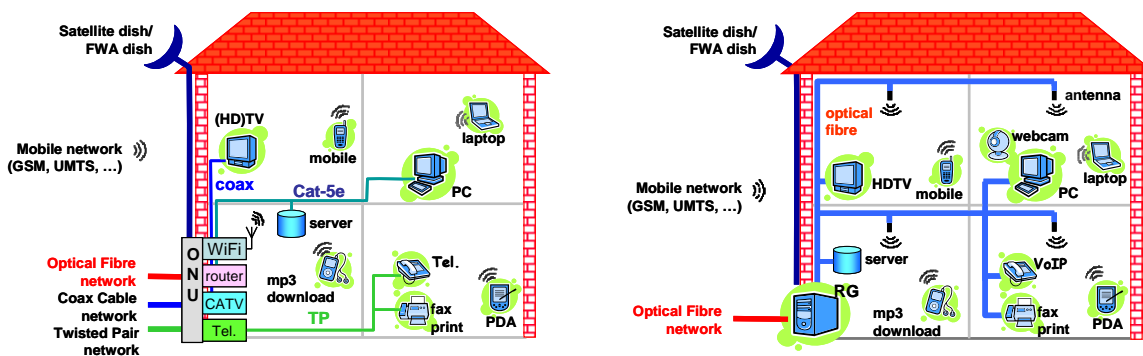 Satellite dish/
FWA dish
(HD)TV
mobile
laptop
Mobile network
(GSM, UMTS, ...)
coax
Cat-5e
PC
server
ONU
WiFi
router
CATV
Tel.
Optical Fibre
network
Coax Cable
network
Twisted Pair
network
mp3
download
TP
Tel.
fax
print
PDA
Satellite dish/
FWA dish
antenna
optical
fibre
webcam
laptop
HDTV
mobile
PC
Mobile network
(GSM, UMTS, ...)
server
VoIP
RG
Optical Fibre
network
mp3
download
fax
print
PDA